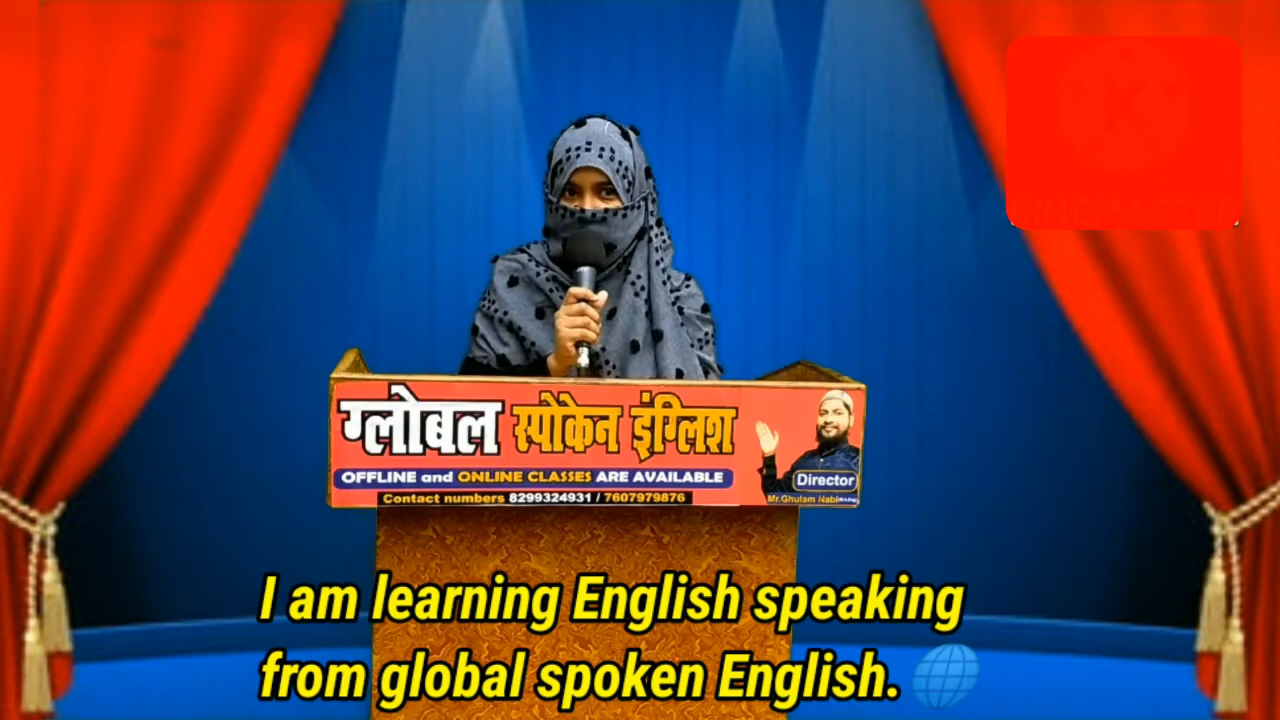 ग्लोबल स्पोकेन इंग्लिश
OFFLINE and ONLINE CLASSES ARE AVAILABLE
Contact numbers 8299324931 / 7607979876
Director
Mr.Ghulam Nabi
I am learning English speaking
from global spoken English.